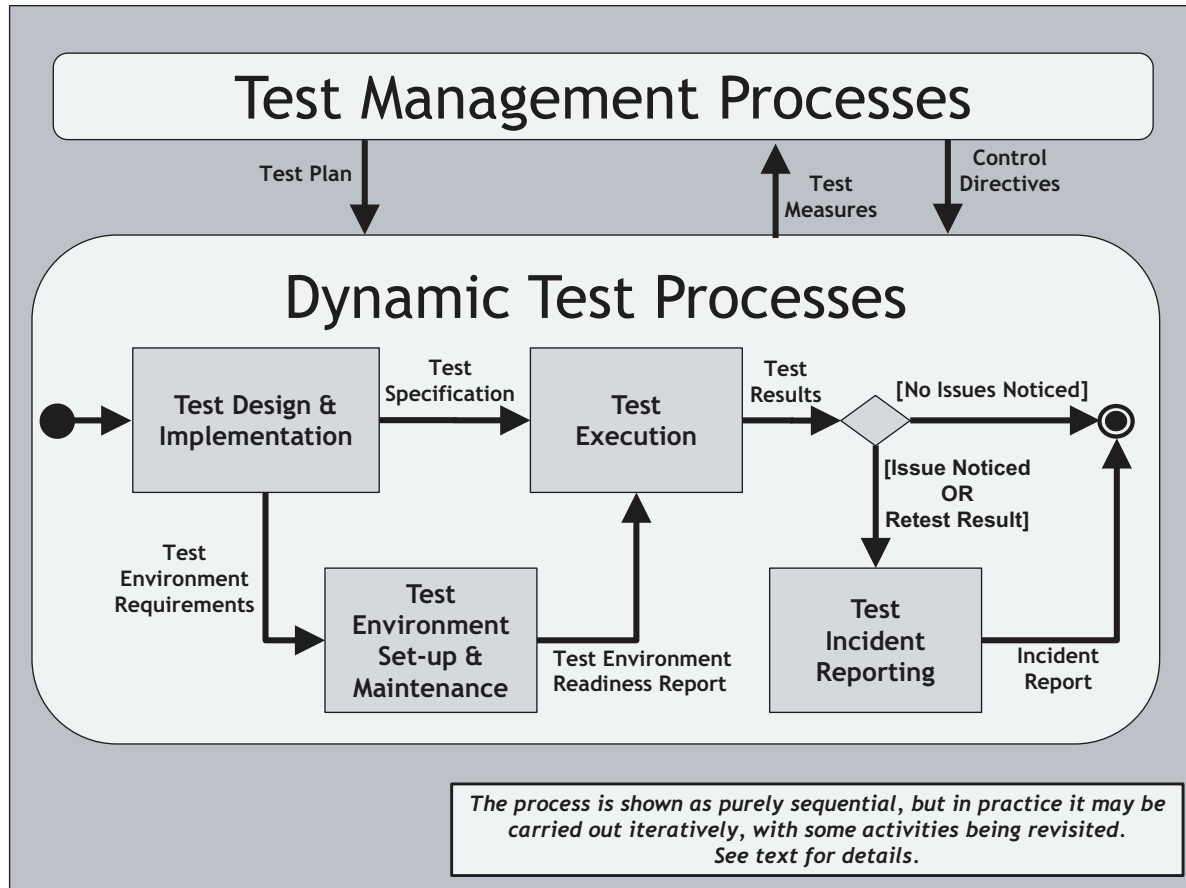 Test Management Processes
Test Plan
Test
Measures
Control
Directives
Dynamic Test Processes
Test Design &
Implementation
Test
Specification
Test
Execution
Test
Results
[No Issues Noticed]
[Issue Noticed
OR
Retest Result]
Test
Environment
Requirements
Test
Environment
Set-up &
Maintenance
Test Environment
Readiness Report
Test
Incident
Reporting
Incident
Report
The process is shown as purely sequential, but in practice it may be
carried out iteratively, with some activities being revisited.
See text for details.